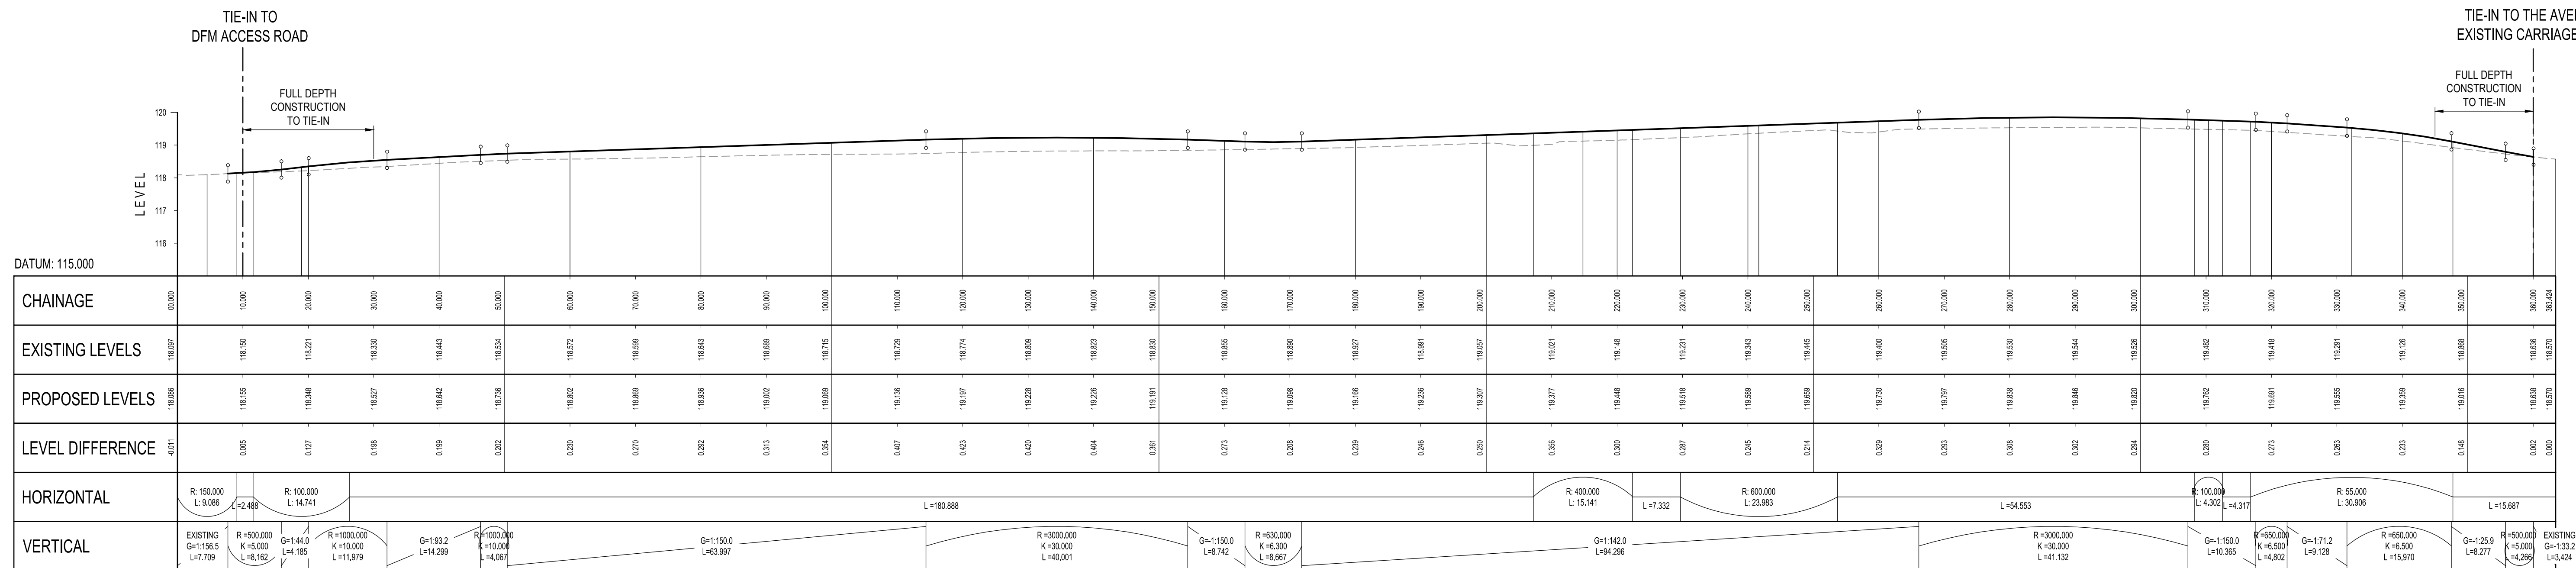 TIE-IN TO
DFM ACCESS ROAD
TIE-IN TO THE AVE
EXISTING CARRIAGE
FULL DEPTH
CONSTRUCTION
TO TIE-IN
FULL DEPTH
CONSTRUCTION
TO TIE-IN
LEVEL
120
119
118
117
116
DATUM: 115.000
CHAINAGE 00.000 10.000 20.000 30.000 40.000 50.000 60.000 70.000 80.000 90.000 100.000 110.000 120.000 130.000 140.000 150.000 160.000 170.000 180.000 190.000 200.000 210.000 220.000 230.000 240.000 250.000 260.000 270.000 280.000 290.000 300.000 310.000 320.000 330.000 340.000 350.000 360.000 363.424
EXISTING LEVELS 118.097 118.150 118.221 118.330 118.443 118.534 118.572 118.599 118.643 118.689 118.715 118.729 118.774 118.809 118.823 118.830 118.855 118.890 118.927 118.991 119.057 119.021 119.148 119.231 119.343 119.445 119.400 119.505 119.530 119.544 119.526 119.482 119.418 119.291 119.126 118.868 118.636 118.570
PROPOSED LEVELS 118.086 118.155 118.348 118.527 118.642 118.736 118.802 118.869 118.936 119.002 119.069 119.136 119.197 119.228 119.226 119.191 119.128 119.098 119.166 119.236 119.307 119.377 119.448 119.518 119.589 119.659 119.730 119.797 119.838 119.846 119.820 119.762 119.691 119.555 119.359 119.016 118.638 118.570
LEVEL DIFFERENCE -0.011 0.005 0.127 0.198 0.199 0.202 0.230 0.270 0.292 0.313 0.354 0.407 0.423 0.420 0.404 0.361 0.273 0.208 0.239 0.246 0.250 0.356 0.300 0.287 0.245 0.214 0.329 0.293 0.308 0.302 0.294 0.280 0.273 0.263 0.233 0.148 0.002 0.000
HORIZONTAL
R: 150.000
L: 9.086
L =2.488
R: 100.000
L: 14.741
L =180.888
R: 400.000
L: 15.141
L =7.332
R: 600.000
L: 23.983
L =54.553
R: 100.000
L: 4.302
L =4.317
R: 55.000
L: 30.906
L =15.687
VERTICAL
EXISTING
G=1:156.5
L=7.709
R =500.000
K =5.000
L =8.162
G=1:44.0
L=4.185
R =1000.000
K =10.000
L =11.979
G=1:93.2
L=14.299
R =1000.000
K =10.000
L =4.067
G=1:150.0
L=63.997
R =3000.000
K =30.000
L =40.001
G=-1:150.0
L=8.742
R =630.000
K =6.300
L =8.667
G=1:142.0
L=94.296
R =3000.000
K =30.000
L =41.132
G=-1:150.0
L=10.365
R =650.000
K =6.500
L =4.802
G=-1:71.2
L=9.128
R =650.000
K =6.500
L =15.970
G=-1:25.9
L=8.277
R =500.000
K =5.000
L =4.266
EXISTING
G=-1:33.2
L=3.424